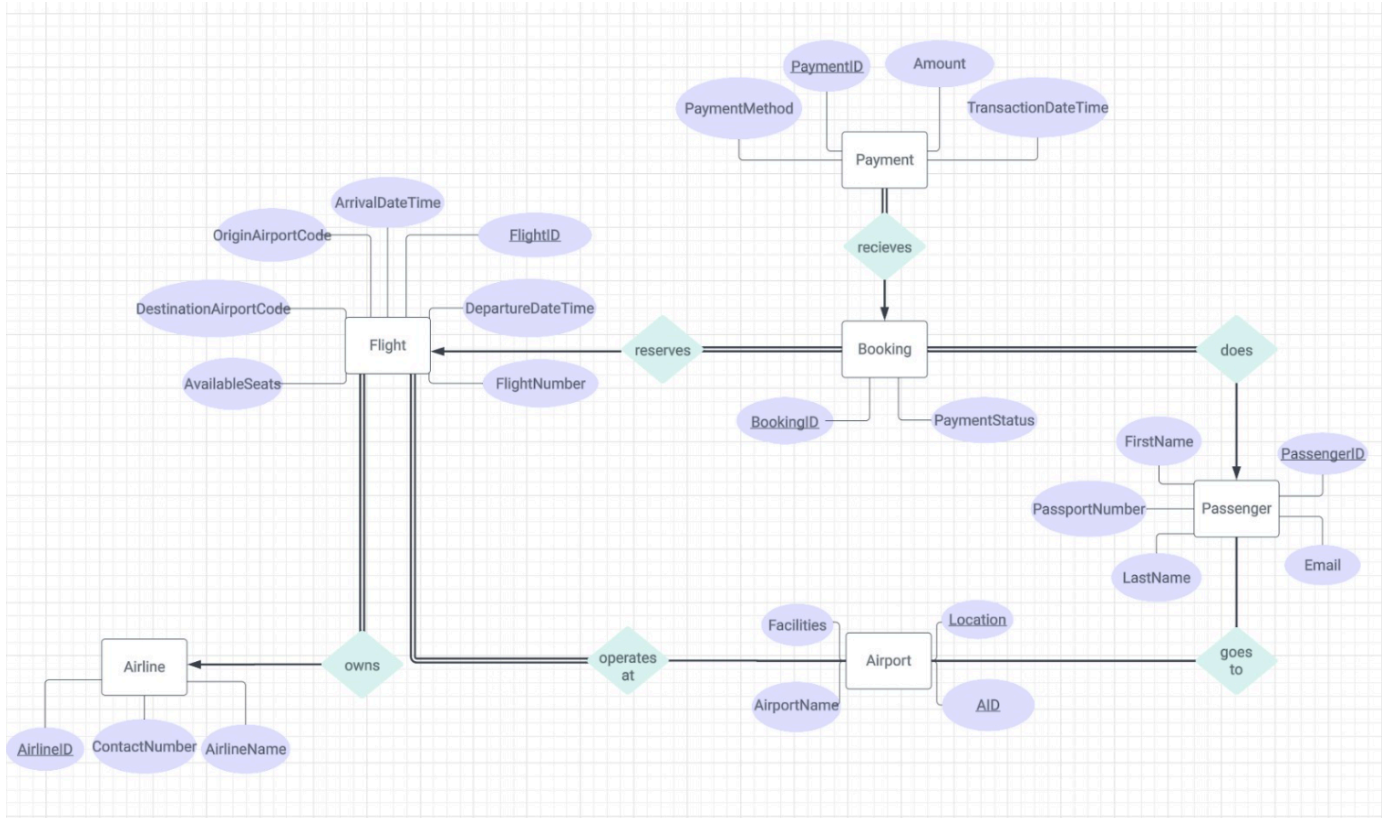 PaymentID
Amount
PaymentMethod
TransactionDateTime
Payment
ArrivalDateTime
OriginAirportCode
FlightID
recieves
DestinationAirportCode
DepartureDateTime
Flight
reserves
Booking
does
AvailableSeats
FlightNumber
BookingID
PaymentStatus
FirstName
PassengerID
PassportNumber
Passenger
LastName
Email
Facilities
Location
Airline
owns
operates
at
Airport
goes
to
AirportName
AID
AirlineID
ContactNumber
AirlineName